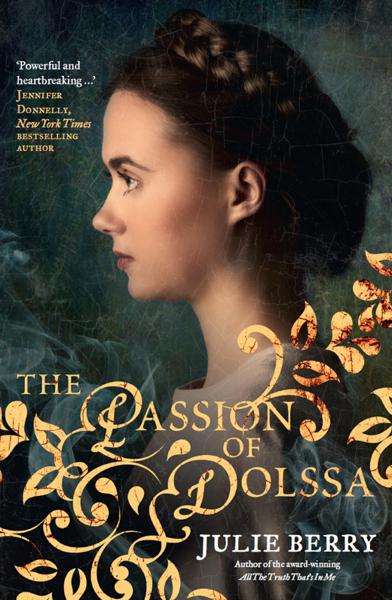 ‘Powerful and
heartbreaking ...’
Jennifer
Donnelly,
New York Times
bestselling
author
THE
PASSION
OF
DOLSSA
JULIE BERRY
Author of the award-winning
All The Truth That's In Me